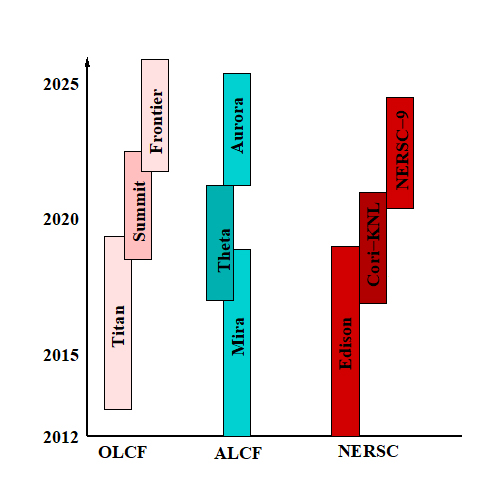 2025
2020
2015
2012
Titan
Summit
Frontier
Mira
Theta
Aurora
Edison
Cori-KNL
NERSC-9
OLCF
ALCF
NERSC